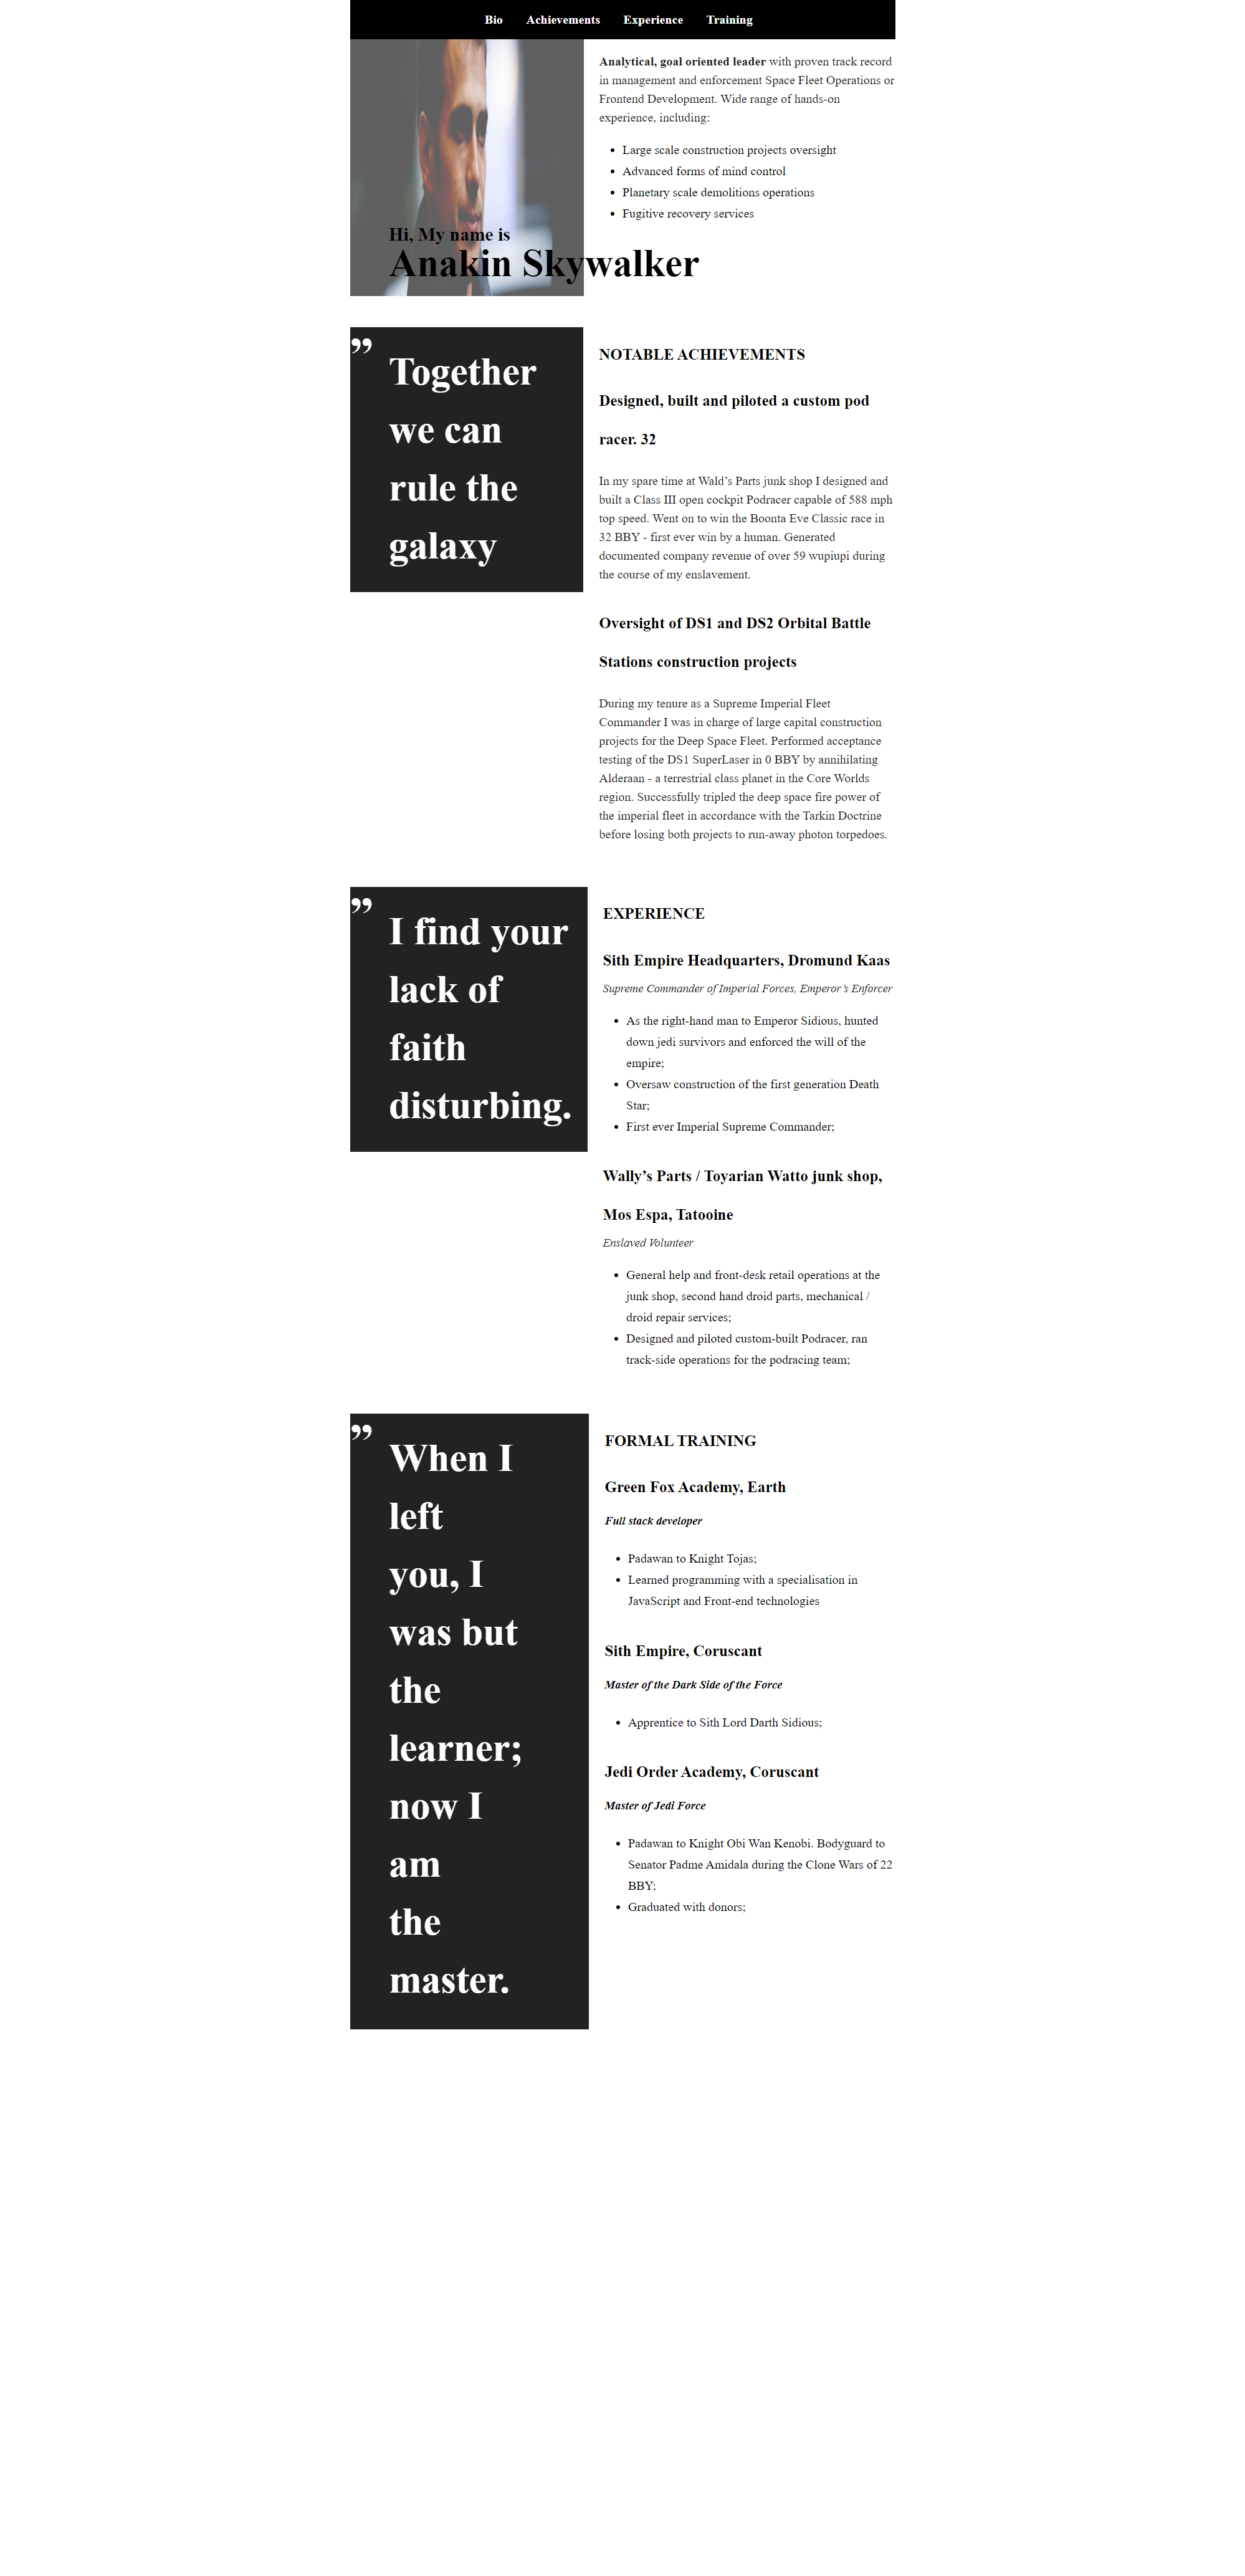 Bio Achievements Experience Training
Analytical, goal oriented leader with proven track record
in management and enforcement Space Fleet Operations or
Frontend Development. Wide range of hands-on
experience, including:
• Large scale construction projects oversight
• Advanced forms of mind control
• Planetary scale demolitions operations
• Fugitive recovery services
Hi, My name is
Anakin Skywalker
”
Together
we can
rule the
galaxy
NOTABLE ACHIEVEMENTS
Designed, built and piloted a custom pod
racer. 32
In my spare time at Wald’s Parts junk shop I designed and
built a Class III open cockpit Podracer capable of 588 mph
top speed. Went on to win the Boonta Eve Classic race in
32 BBY - first ever win by a human. Generated
documented company revenue of over 59 wupiupi during
the course of my enslavement.
Oversight of DS1 and DS2 Orbital Battle
Stations construction projects
During my tenure as a Supreme Imperial Fleet
Commander I was in charge of large capital construction
projects for the Deep Space Fleet. Performed acceptance
testing of the DS1 SuperLaser in 0 BBY by annihilating
Alderaan - a terrestrial class planet in the Core Worlds
region. Successfully tripled the deep space fire power of
the imperial fleet in accordance with the Tarkin Doctrine
before losing both projects to run-away photon torpedoes.
”
I find your
lack of
faith
disturbing.
EXPERIENCE
Sith Empire Headquarters, Dromund Kaas
Supreme Commander of Imperial Forces, Emperor’s Enforcer
• As the right-hand man to Emperor Sidious, hunted
down jedi survivors and enforced the will of the
empire;
• Oversaw construction of the first generation Death
Star;
• First ever Imperial Supreme Commander;
Wally’s Parts / Toyarian Watto junk shop,
Mos Espa, Tatooine
Enslaved Volunteer
• General help and front-desk retail operations at the
junk shop, second hand droid parts, mechanical /
droid repair services;
• Designed and piloted custom-built Podracer, ran
track-side operations for the podracing team;
”
When I
left
you, I
was but
the
learner;
now I
am
the
master.
FORMAL TRAINING
Green Fox Academy, Earth
Full stack developer
• Padawan to Knight Tojas;
• Learned programming with a specialisation in
JavaScript and Front-end technologies
Sith Empire, Coruscant
Master of the Dark Side of the Force
• Apprentice to Sith Lord Darth Sidious;
Jedi Order Academy, Coruscant
Master of Jedi Force
• Padawan to Knight Obi Wan Kenobi. Bodyguard to
Senator Padme Amidala during the Clone Wars of 22
BBY;
• Graduated with donors;